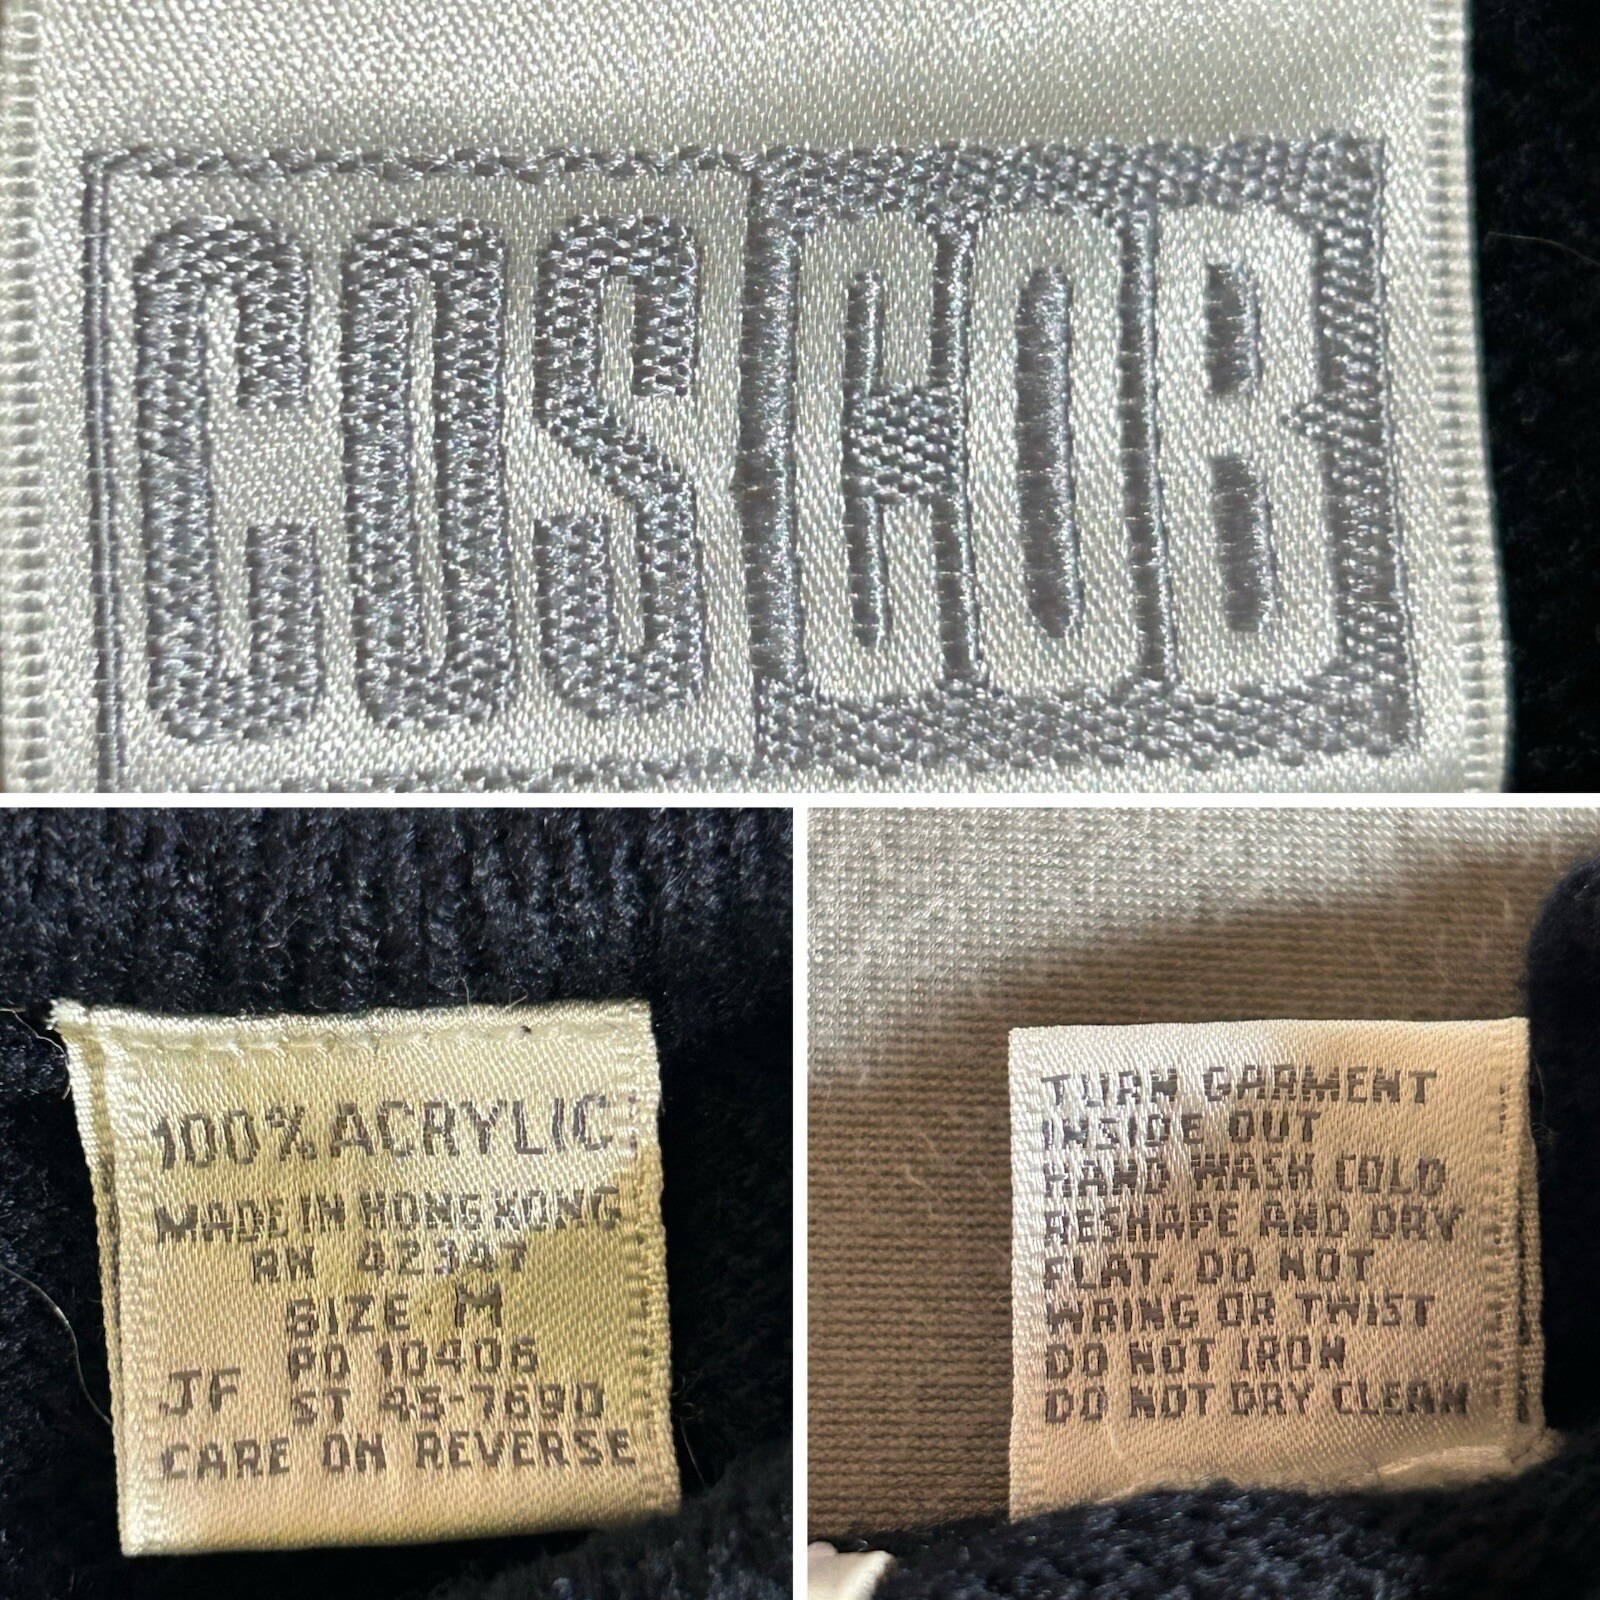 COS COB
100% ACRYLIC
MADE IN HONG KONG
RN 42347
SIZE M
PO 10406
JF ST 45-7690
CARE ON REVERSE
TURN GARMENT
INSIDE OUT
HAND WASH COLD
RESHAPE AND DRY
FLAT. DO NOT
WRING OR TWIST
DO NOT IRON
DO NOT DRY CLEAN